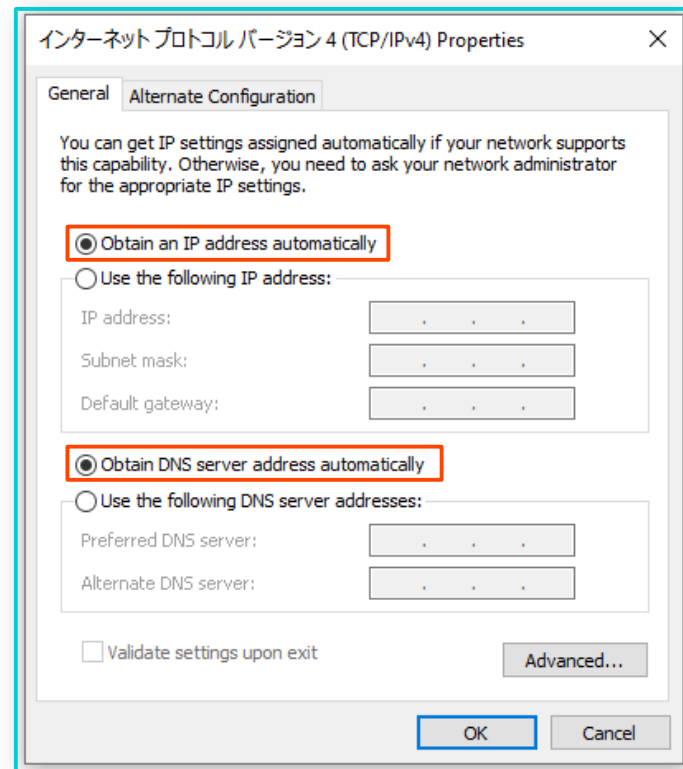 インターネット プロトコル バージョン 4 (TCP/IPv4) Properties
General
Alternate Configuration
You can get IP settings assigned automatically if your network supports
this capability. Otherwise, you need to ask your network administrator
for the appropriate IP settings.
Obtain an IP address automatically
Use the following IP address:
IP address:
Subnet mask:
Default gateway:
Obtain DNS server address automatically
Use the following DNS server addresses:
Preferred DNS server:
Alternate DNS server:
Validate settings upon exit
Advanced...
OK
Cancel